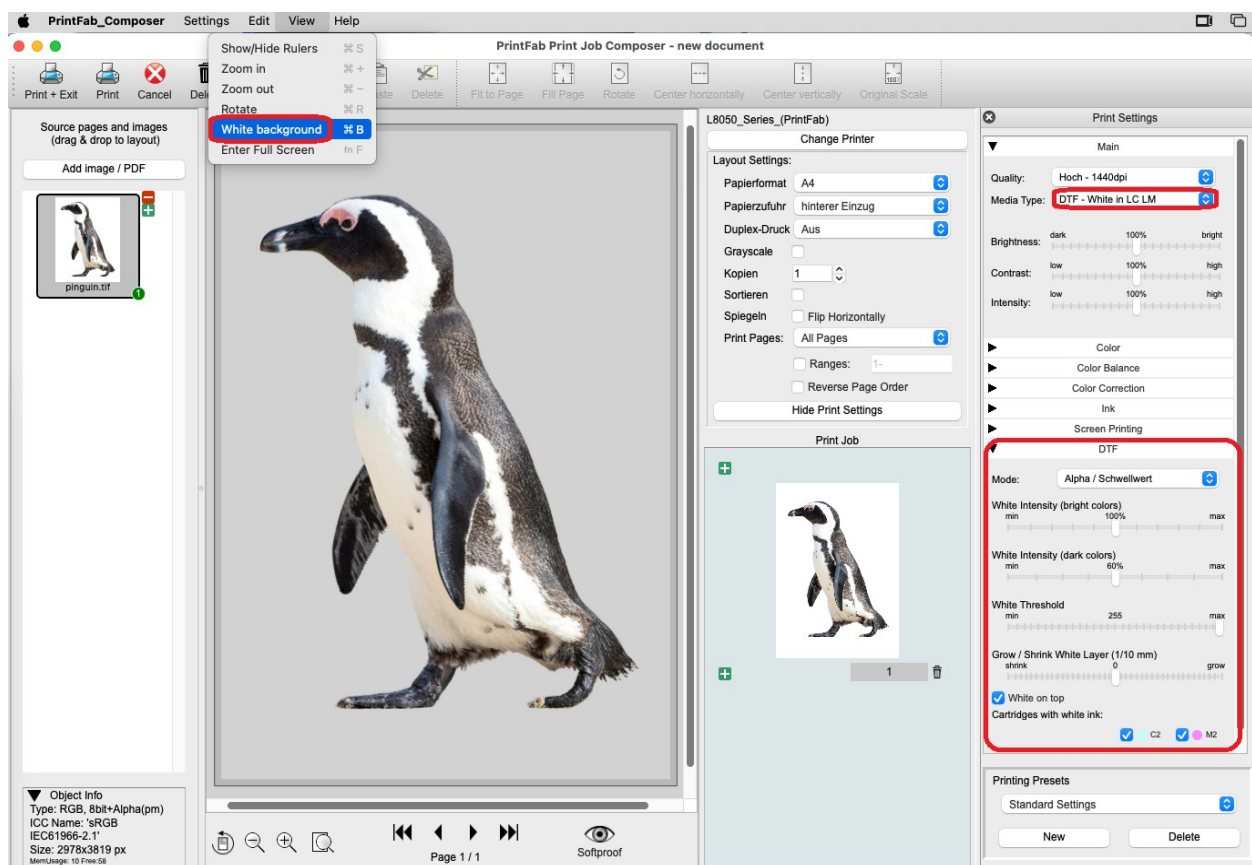 PrintFab_Composer Settings Edit View Help
PrintFab Print Job Composer - new document
Show/Hide Rulers ⌘ S
Zoom in ⌘ +
Zoom out ⌘ −
Rotate ⌘ R
White background ⌘ B
Enter Full Screen fn F
Print + Exit Print Cancel Delete Fit to Page Fill Page Rotate Center horizontally Center vertically Original Scale
100%
Source pages and images
(drag & drop to layout)
Add image / PDF
pinguin.tif
1
Object Info
Type: RGB, 8bit+Alpha(pm)
ICC Name: 'sRGB
IEC61966-2.1'
Size: 2978x3819 px
MemUsage: 10 Free:58
Page 1 / 1
Softproof
L8050_Series_(PrintFab)
Change Printer
Layout Settings:
Papierformat A4
Papierzufuhr hinterer Einzug
Duplex-Druck Aus
Grayscale
Kopien 1
Sortieren
Spiegeln Flip Horizontally
Print Pages: All Pages
Ranges: 1-
Reverse Page Order
Hide Print Settings
Print Job
1
Print Settings
Main
Quality: Hoch - 1440dpi
Media Type: DTF - White in LC LM
dark 100% bright
Brightness:
low 100% high
Contrast:
low 100% high
Intensity:
Color
Color Balance
Color Correction
Ink
Screen Printing
DTF
Mode: Alpha / Schwellwert
White Intensity (bright colors)
min 100% max
White Intensity (dark colors)
min 60% max
White Threshold
min 255 max
Grow / Shrink White Layer (1/10 mm)
shrink 0 grow
White on top
Cartridges with white ink:
C2 M2
Printing Presets
Standard Settings
New Delete